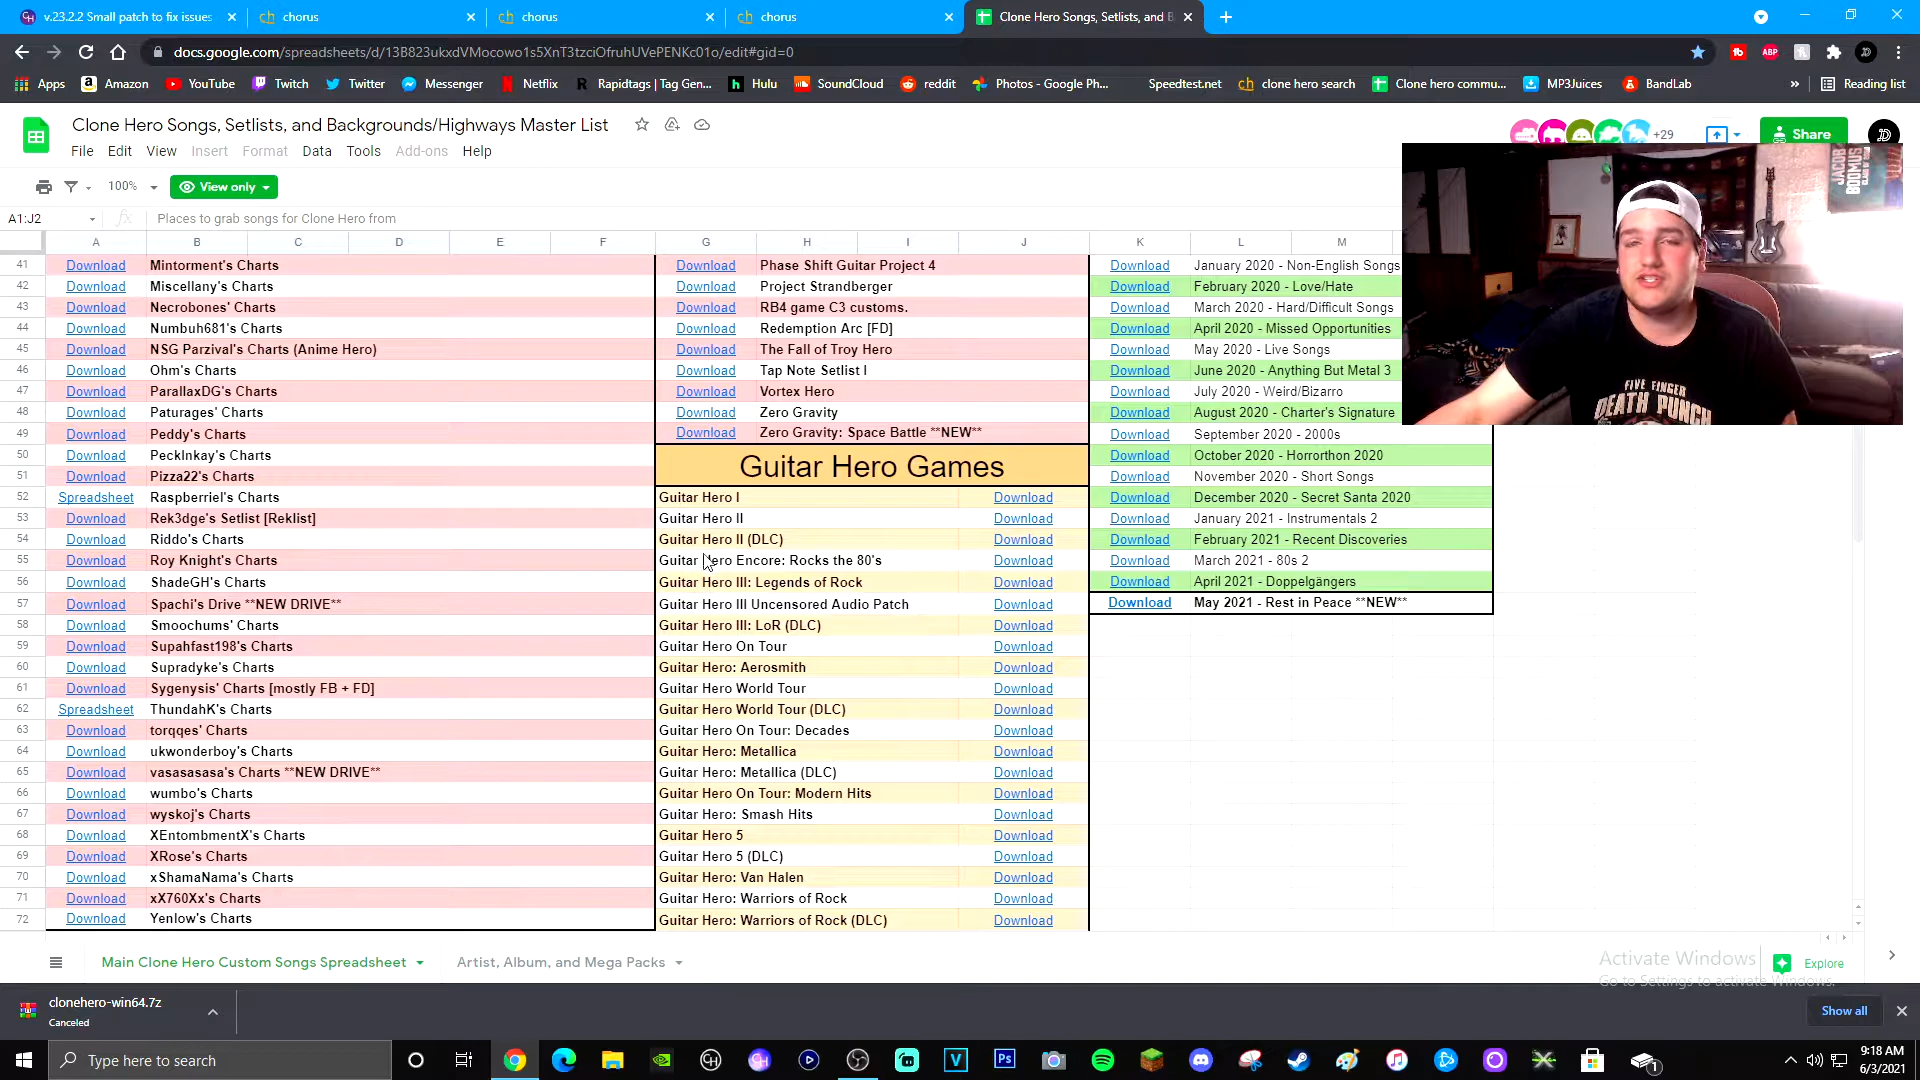 v.23.2.2 Small patch to fix issues
chorus
chorus
chorus
Clone Hero Songs, Setlists, and B
docs.google.com/spreadsheets/d/13B823ukxdVMocowo1s5XnT3tzciOfruhUVePENKc01o/edit#gid=0
Apps Amazon YouTube Twitch Twitter Messenger Netflix Rapidtags | Tag Gen... Hulu SoundCloud reddit Photos - Google Ph... Speedtest.net clone hero search Clone hero commu... MP3Juices BandLab » Reading list
Clone Hero Songs, Setlists, and Backgrounds/Highways Master List
+29
Share
File Edit View Insert Format Data Tools Add-ons Help
100% View only
A1:J2 fx Places to grab songs for Clone Hero from
A B C D E F G H I J K L M
41 Download Mintorment's Charts Download Phase Shift Guitar Project 4 Download January 2020 - Non-English Songs
42 Download Miscellany's Charts Download Project Strandberger Download February 2020 - Love/Hate
43 Download Necrobones' Charts Download RB4 game C3 customs. Download March 2020 - Hard/Difficult Songs
44 Download Numbuh681's Charts Download Redemption Arc [FD] Download April 2020 - Missed Opportunities
45 Download NSG Parzival's Charts (Anime Hero) Download The Fall of Troy Hero Download May 2020 - Live Songs
46 Download Ohm's Charts Download Tap Note Setlist I Download June 2020 - Anything But Metal 3
47 Download ParallaxDG's Charts Download Vortex Hero Download July 2020 - Weird/Bizarro
48 Download Paturages' Charts Download Zero Gravity Download August 2020 - Charter's Signature
49 Download Peddy's Charts Download Zero Gravity: Space Battle **NEW** Download September 2020 - 2000s
50 Download PeckInkay's Charts Guitar Hero Games Download October 2020 - Horrorthon 2020
51 Download Pizza22's Charts Download November 2020 - Short Songs
52 Spreadsheet Raspberriel's Charts Guitar Hero I Download Download December 2020 - Secret Santa 2020
53 Download Rek3dge's Setlist [Reklist] Guitar Hero II Download Download January 2021 - Instrumentals 2
54 Download Riddo's Charts Guitar Hero II (DLC) Download Download February 2021 - Recent Discoveries
55 Download Roy Knight's Charts Guitar Hero Encore: Rocks the 80's Download Download March 2021 - 80s 2
56 Download ShadeGH's Charts Guitar Hero III: Legends of Rock Download Download April 2021 - Doppelgängers
57 Download Spachi's Drive **NEW DRIVE** Guitar Hero III Uncensored Audio Patch Download Download May 2021 - Rest in Peace **NEW**
58 Download Smoochums' Charts Guitar Hero III: LoR (DLC) Download
59 Download Supahfast198's Charts Guitar Hero On Tour Download
60 Download Supradyke's Charts Guitar Hero: Aerosmith Download
61 Download Sygenysis' Charts [mostly FB + FD] Guitar Hero World Tour Download
62 Spreadsheet ThundahK's Charts Guitar Hero World Tour (DLC) Download
63 Download torqqes' Charts Guitar Hero On Tour: Decades Download
64 Download ukwonderboy's Charts Guitar Hero: Metallica Download
65 Download vasasasasa's Charts **NEW DRIVE** Guitar Hero: Metallica (DLC) Download
66 Download wumbo's Charts Guitar Hero On Tour: Modern Hits Download
67 Download wyskoj's Charts Guitar Hero: Smash Hits Download
68 Download XEntombmentX's Charts Guitar Hero 5 Download
69 Download XRose's Charts Guitar Hero 5 (DLC) Download
70 Download xShamaNama's Charts Guitar Hero: Van Halen Download
71 Download xX760Xx's Charts Guitar Hero: Warriors of Rock Download
72 Download Yenlow's Charts Guitar Hero: Warriors of Rock (DLC) Download
JACOB
BOOMUS
FIVE FINGER
DEATH PUNCH
Main Clone Hero Custom Songs Spreadsheet Artist, Album, and Mega Packs
Explore
Activate Windows
Go to Settings to activate Windows.
clonehero-win64.7z
Canceled
Show all
Type here to search
9:18 AM
6/3/2021